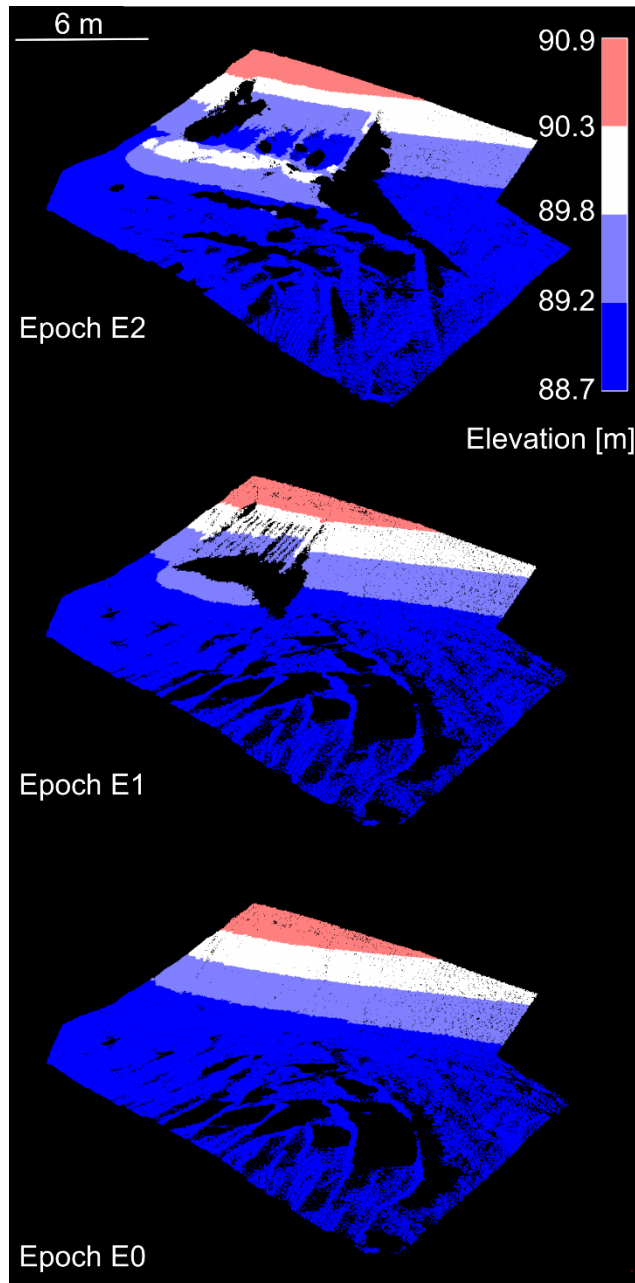 6 m
90.9
90.3
89.8
89.2
88.7
Epoch E2
Elevation [m]
Epoch E1
Epoch E0